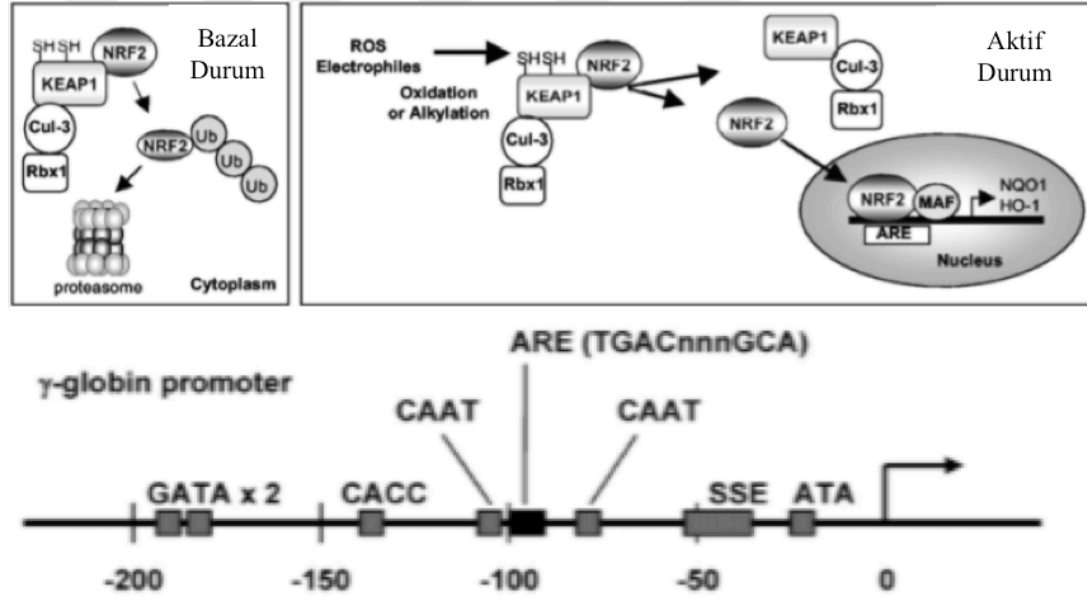 Bazal
Durum
SH SH
NRF2
KEAP1
Cul-3
Rbx1
NRF2
Ub
Ub
Ub
proteasome
Cytoplasm
Aktif
Durum
ROS
Electrophiles
Oxidation
or Alkylation
SHSH
NRF2
KEAP1
Cul-3
Rbx1
KEAP1
Cul-3
Rbx1
NRF2
NRF2
MAF
ARE
NQO1
HO-1
Nucleus
γ-globin promoter
ARE (TGACnnnGCA)
CAAT
CAAT
GATA x 2
CACC
SSE
ATA
-200
-150
-100
-50
0